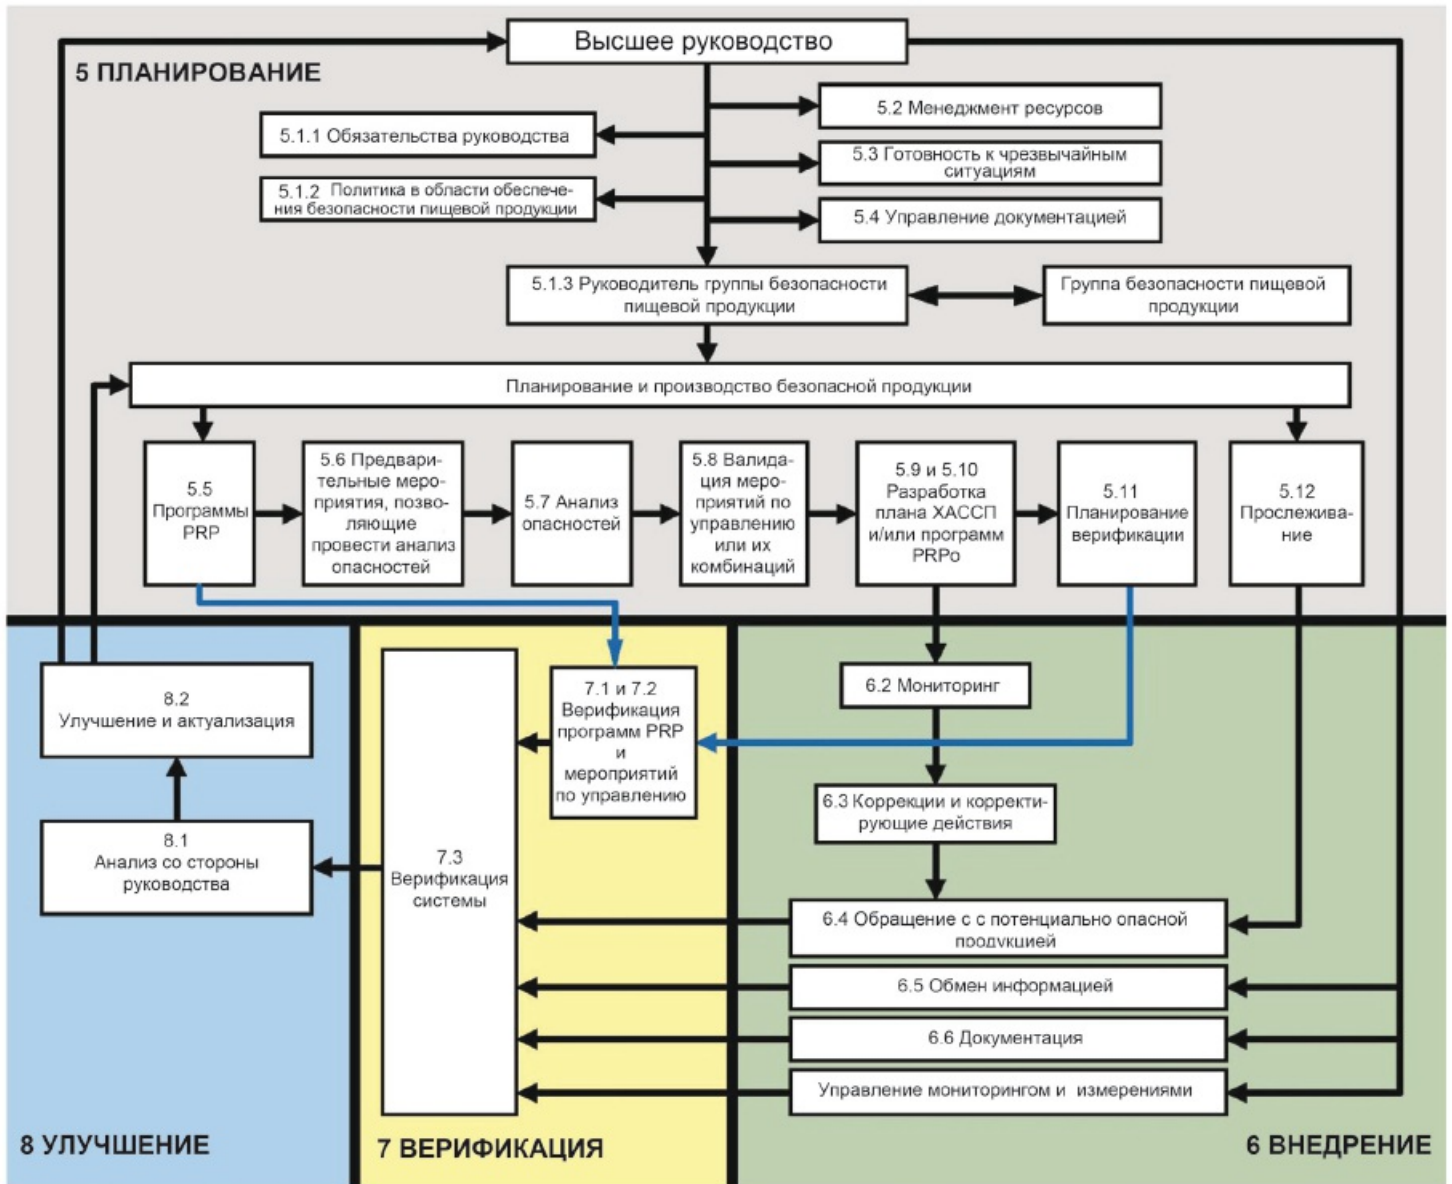 Высшее руководство
5 ПЛАНИРОВАНИЕ
5.2 Менеджмент ресурсов
5.1.1 Обязательства руководства
5.3 Готовность к чрезвычайным
ситуациям
5.1.2 Политика в области обеспече-
ния безопасности пищевой продукции
5.4 Управление документацией
5.1.3 Руководитель группы безопасности
пищевой продукции
Группа безопасности пищевой
продукции
Планирование и производство безопасной продукции
5.5
Программы
PRP
5.6 Предвари-
тельные меро-
приятия, позво-
ляющие
провести анализ
опасностей
5.7 Анализ
опасностей
5.8 Валида-
ция меро-
приятий по
управлению
или их
комбинаций
5.9 и 5.10
Разработка
плана ХАССП
и/или программ
PRPo
5.11
Планирование
верификации
5.12
Прослежива-
ние
8.2
Улучшение и актуализация
8.1
Анализ со стороны
руководства
8 УЛУЧШЕНИЕ
7.1 и 7.2
Верификация
программ PRP
и
мероприятий
по управлению
7.3
Верификация
системы
7 ВЕРИФИКАЦИЯ
6.2 Мониторинг
6.3 Коррекции и корректи-
рующие действия
6.4 Обращение с с потенциально опасной
продукцией
6.5 Обмен информацией
6.6 Документация
Управление мониторингом и измерениями
6 ВНЕДРЕНИЕ